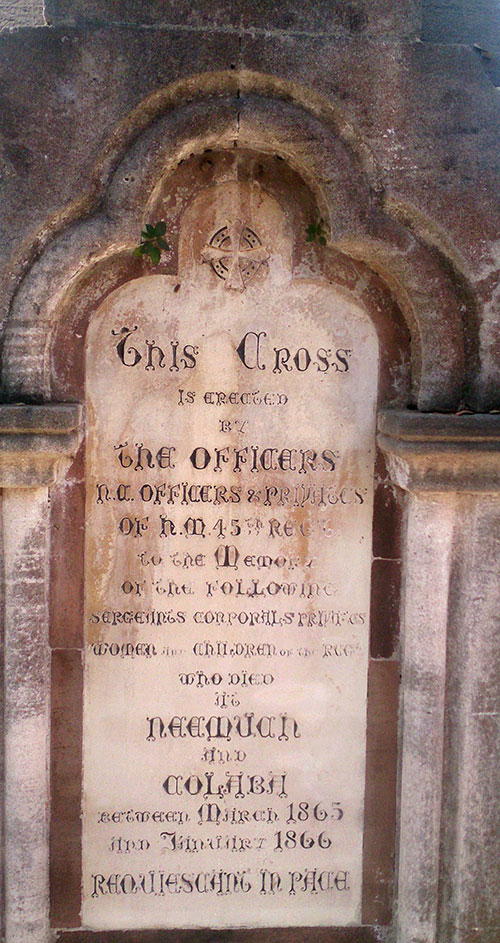 This Cross
IS ERECTED
BY
THE OFFICERS
N.C. OFFICERS & PRIVATES
OF H.M. 45TH REGT
TO THE MEMORY
OF THE FOLLOWING
SERGEANTS CORPORALS PRIVATES
WOMEN AND CHILDREN OF THE REGT
WHO DIED
AT
NEEMUCH
AND
COLABA
BETWEEN MARCH 1865
AND JANUARY 1866
REQUIESCANT IN PACE